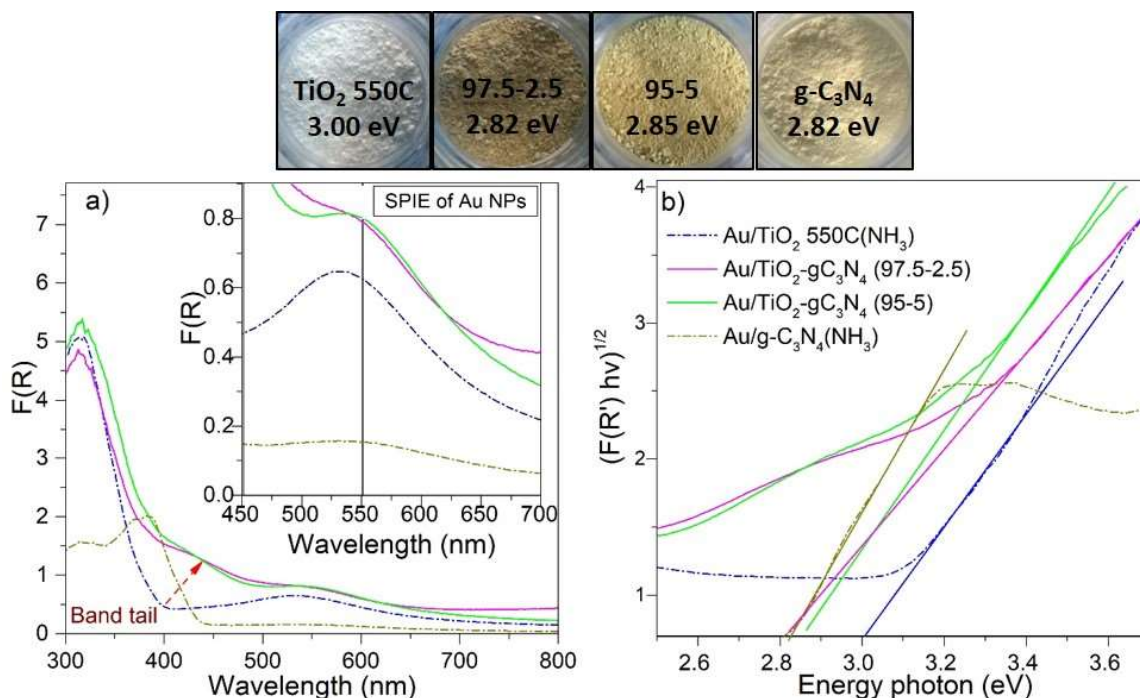 TiO₂ 550C
3.00 eV
97.5-2.5
2.82 eV
95-5
2.85 eV
g-C₃N₄
2.82 eV
a)
F(R)
7
6
5
4
3
2
1
0
300
400
500
600
700
800
Wavelength (nm)
Band tail
SPIE of Au NPs
F(R)
0.8
0.6
0.4
0.2
0.0
450
500
550
600
650
700
Wavelength (nm)
b)
(F(R') hν)^1/2
4
3
2
1
2.6
2.8
3.0
3.2
3.4
3.6
Energy photon (eV)
Au/TiO₂ 550C(NH₃)
Au/TiO₂-gC₃N₄ (97.5-2.5)
Au/TiO₂-gC₃N₄ (95-5)
Au/g-C₃N₄(NH₃)